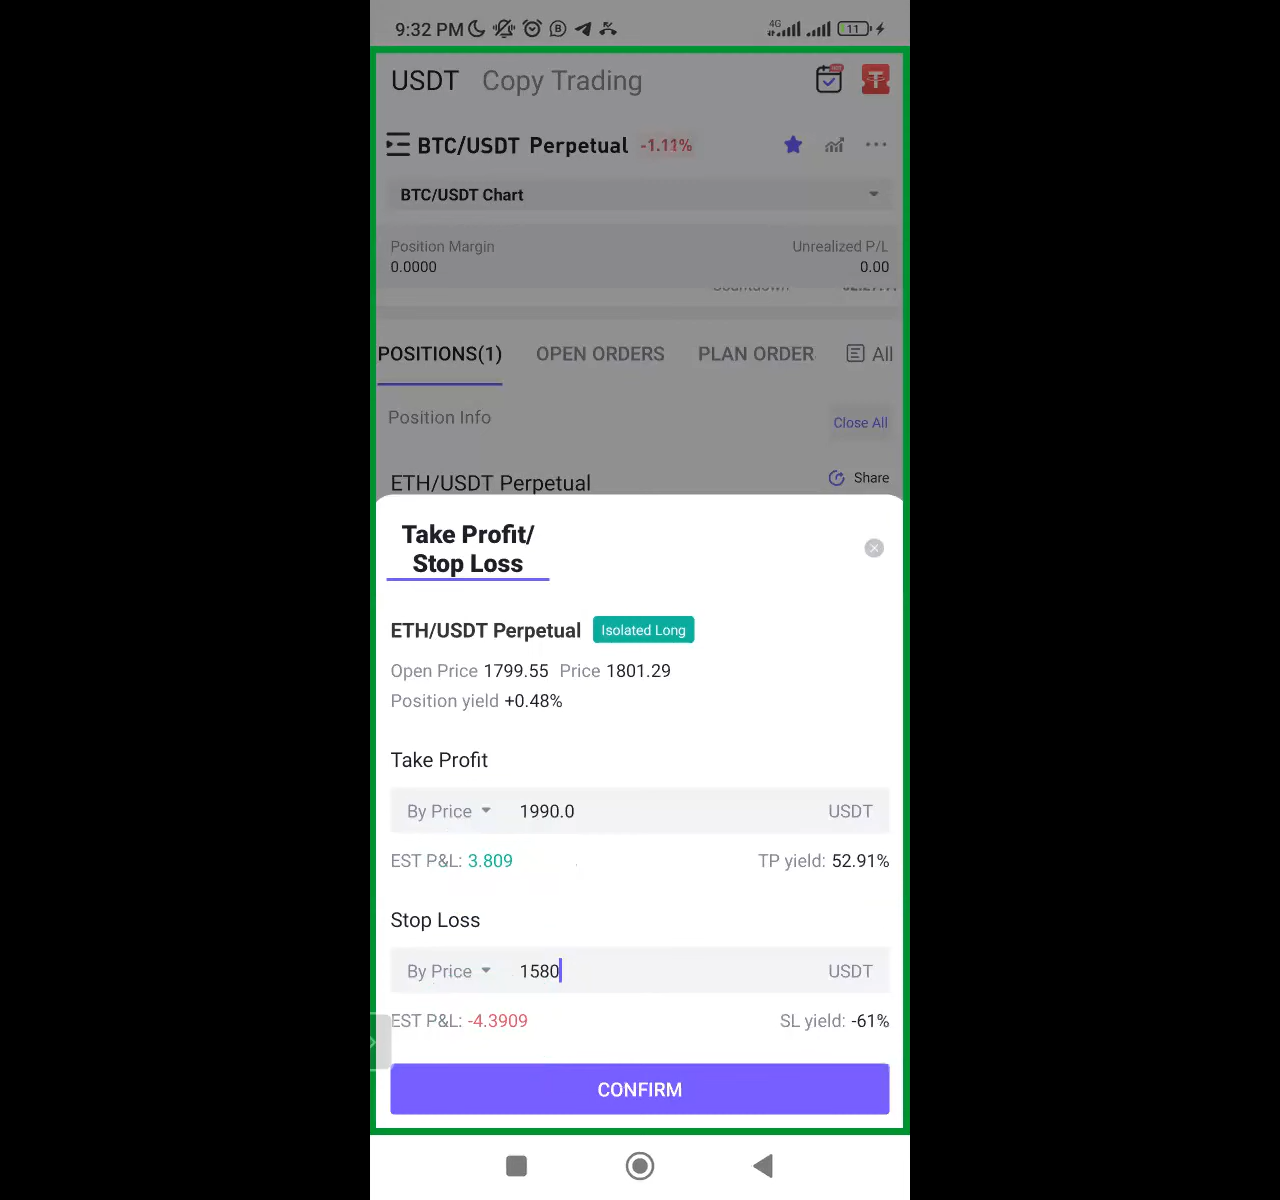 9:32 PM
4G
11
USDT Copy Trading
BTC/USDT Perpetual -1.11%
BTC/USDT Chart
Position Margin Unrealized P/L
0.0000 0.00
Countdown
POSITIONS(1) OPEN ORDERS PLAN ORDER All
Position Info Close All
ETH/USDT Perpetual Share
Take Profit/
Stop Loss
ETH/USDT Perpetual Isolated Long
Open Price 1799.55 Price 1801.29
Position yield +0.48%
Take Profit
By Price 1990.0 USDT
EST P&L: 3.809 TP yield: 52.91%
Stop Loss
By Price 1580 USDT
EST P&L: -4.3909 SL yield: -61%
CONFIRM